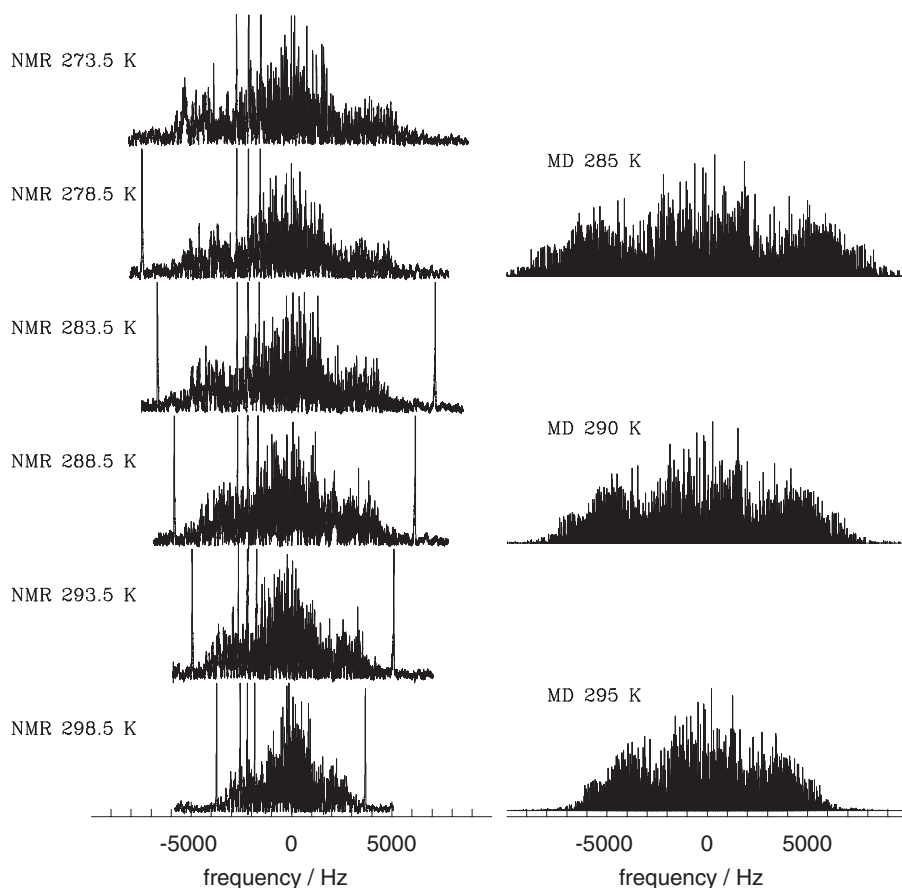 NMR 273.5 K
NMR 278.5 K
NMR 283.5 K
NMR 288.5 K
NMR 293.5 K
NMR 298.5 K
-5000 0 5000
frequency / Hz
MD 285 K
MD 290 K
MD 295 K
-5000 0 5000
frequency / Hz